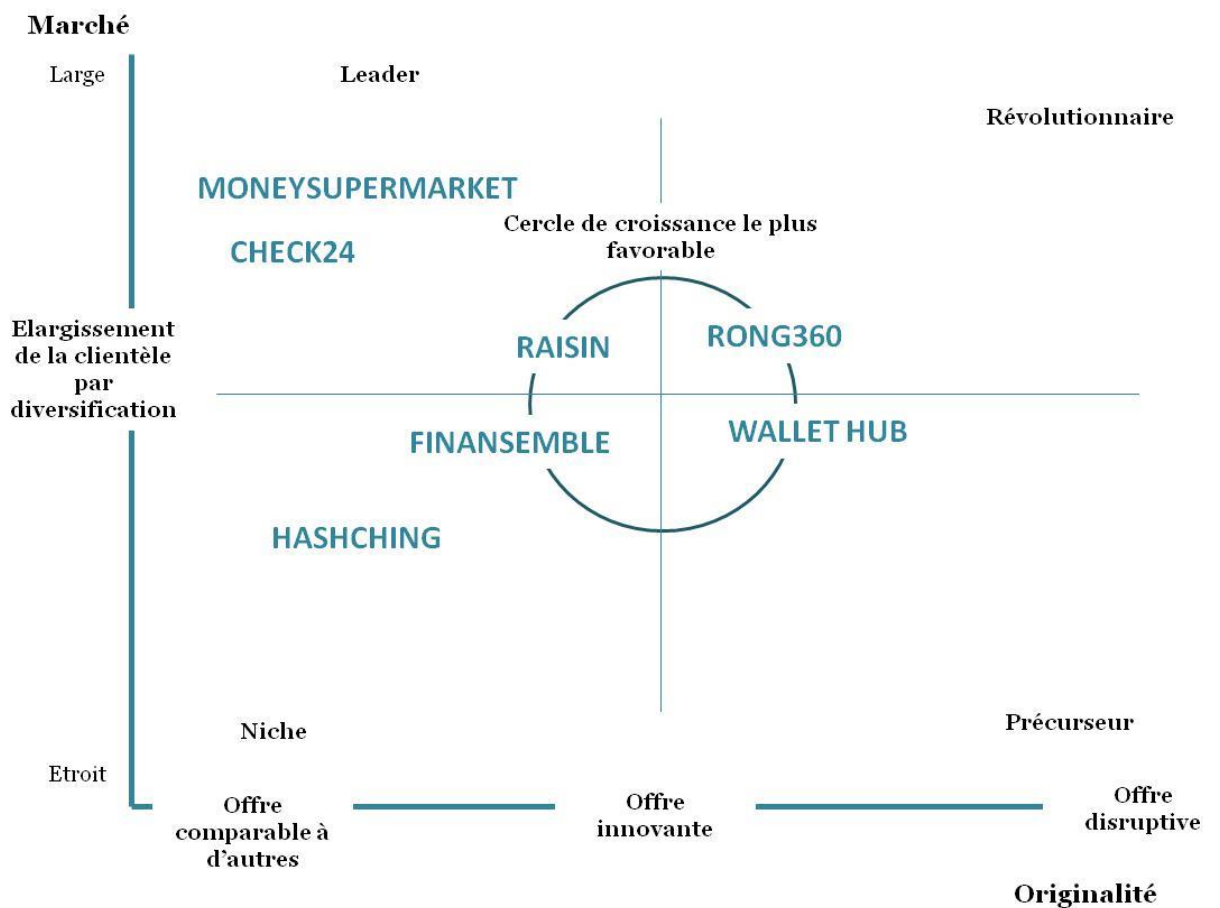 Marché
Large
Leader
Révolutionnaire
MONEYSUPERMARKET
Cercle de croissance le plus
favorable
CHECK24
Elargissement
de la clientèle
par
diversification
RAISIN
RONG360
FINANSEMBLE
WALLET HUB
HASHCHING
Niche
Précurseur
Etroit
Offre
comparable à
d'autres
Offre
innovante
Offre
disruptive
Originalité